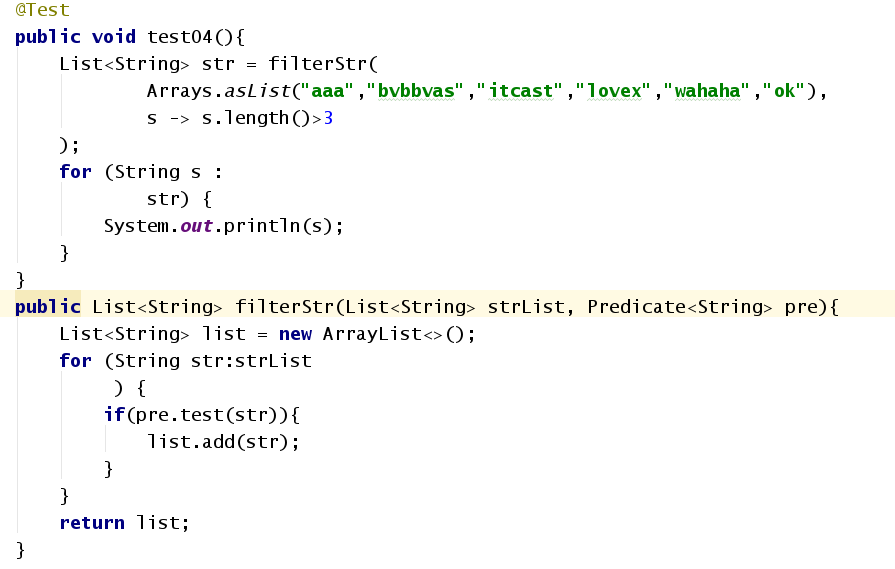 @Test
public void test04(){
    List<String> str = filterStr(
            Arrays.asList("aaa","bvbbvas","itcast","lovex","wahaha","ok"),
            s -> s.length()>3
    );
    for (String s :
            str) {
        System.out.println(s);
    }
}
public List<String> filterStr(List<String> strList, Predicate<String> pre){
    List<String> list = new ArrayList<>();
    for (String str:strList
         ) {
        if(pre.test(str)){
            list.add(str);
        }
    }
    return list;
}